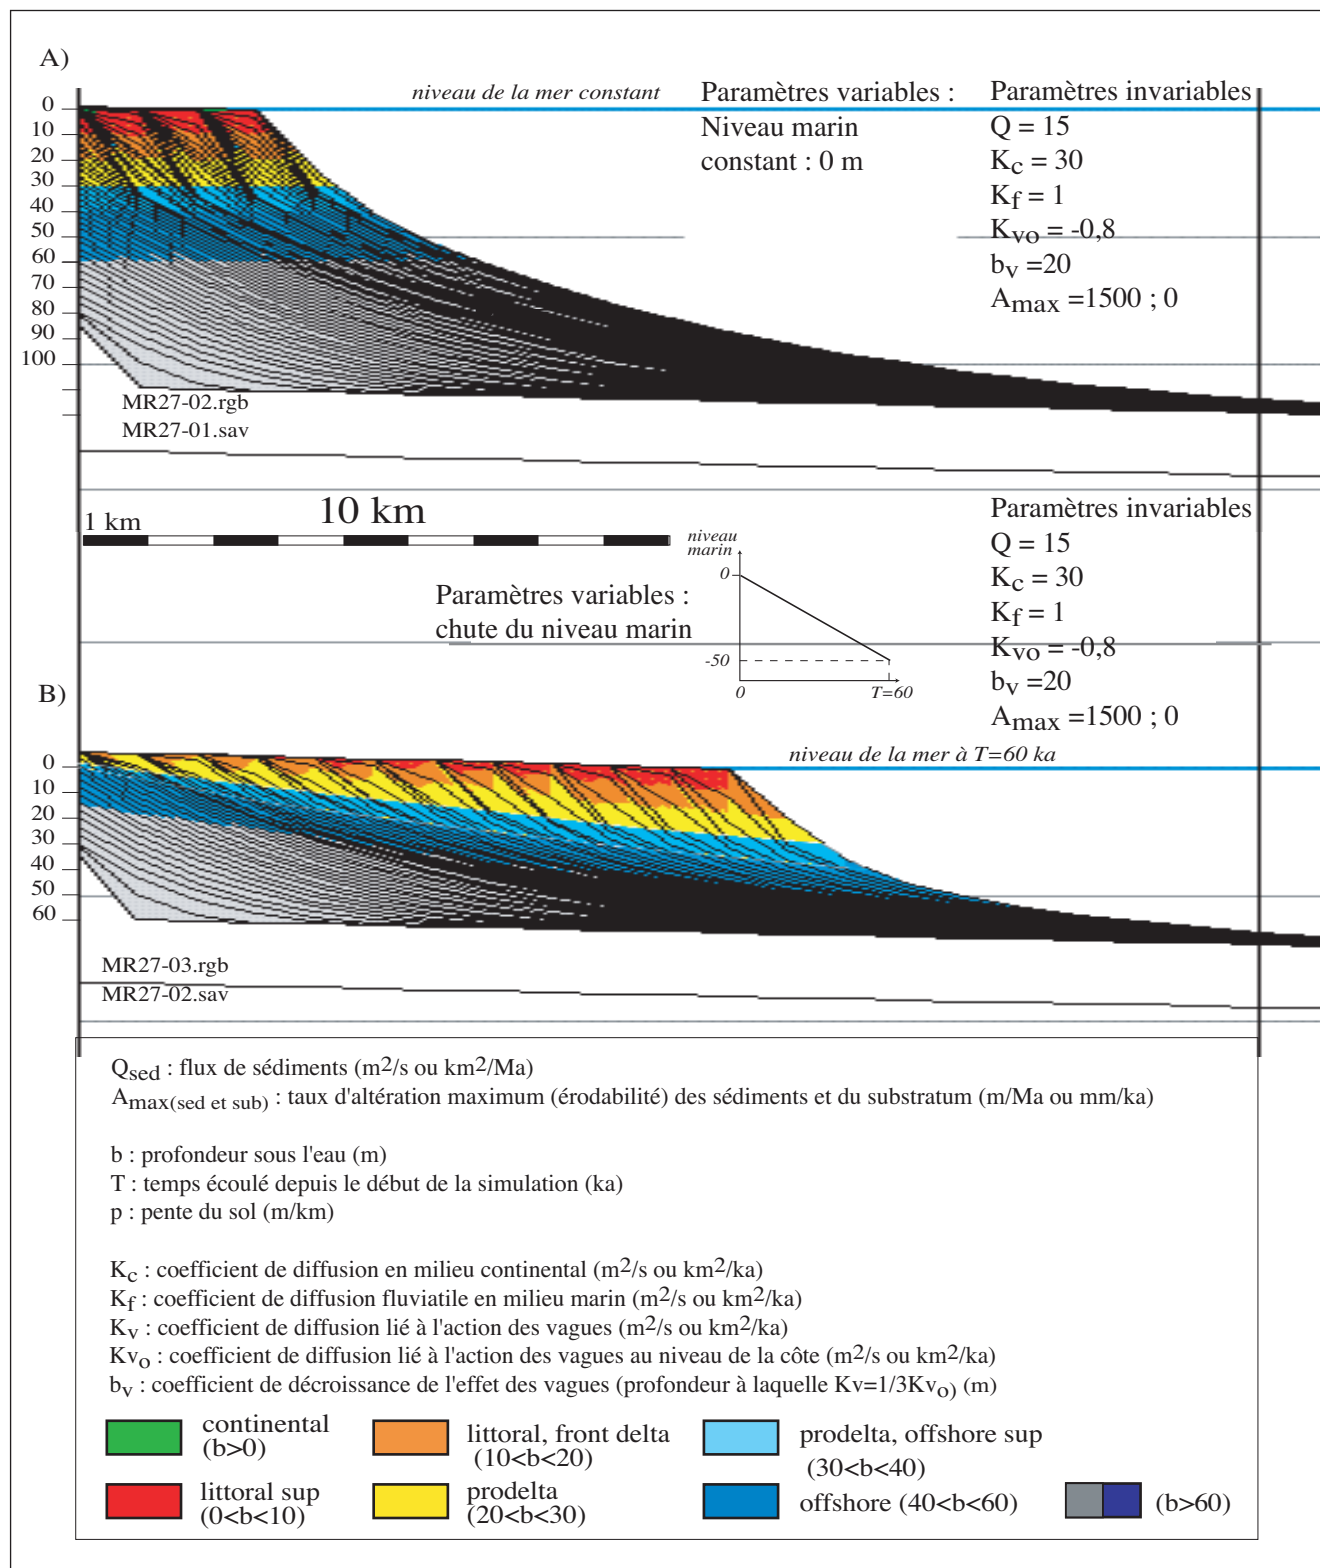 A)
niveau de la mer constant
Paramètres variables :
Niveau marin
constant : 0 m
Paramètres invariables
Q = 15
Kc = 30
Kf = 1
Kvo = -0,8
bv =20
Amax =1500 ; 0
0
10
20
30
40
50
60
70
80
90
100
MR27-02.rgb
MR27-01.sav
1 km
10 km
Paramètres variables :
chute du niveau marin
niveau
marin
0
-50
0
T=60
Paramètres invariables
Q = 15
Kc = 30
Kf = 1
Kvo = -0,8
bv =20
Amax =1500 ; 0
B)
niveau de la mer à T=60 ka
0
10
20
30
40
50
60
MR27-03.rgb
MR27-02.sav
Qsed : flux de sédiments (m2/s ou km2/Ma)
Amax(sed et sub) : taux d'altération maximum (érodabilité) des sédiments et du substratum (m/Ma ou mm/ka)
b : profondeur sous l'eau (m)
T : temps écoulé depuis le début de la simulation (ka)
p : pente du sol (m/km)
Kc : coefficient de diffusion en milieu continental (m2/s ou km2/ka)
Kf : coefficient de diffusion fluviatile en milieu marin (m2/s ou km2/ka)
Kv : coefficient de diffusion lié à l'action des vagues (m2/s ou km2/ka)
Kvo : coefficient de diffusion lié à l'action des vagues au niveau de la côte (m2/s ou km2/ka)
bv : coefficient de décroissance de l'effet des vagues (profondeur à laquelle Kv=1/3Kvo) (m)
continental
(b>0)
littoral, front delta
(10<b<20)
prodelta, offshore sup
(30<b<40)
littoral sup
(0<b<10)
prodelta
(20<b<30)
offshore (40<b<60)
(b>60)